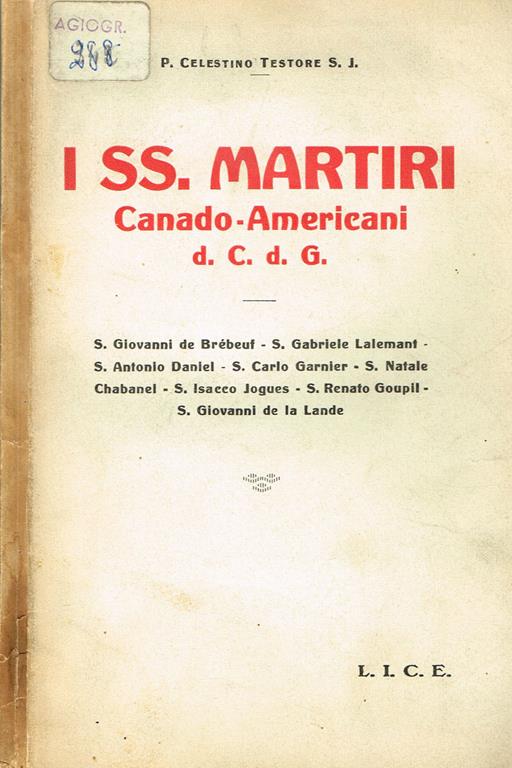 AGIOGR.
288
P. CELESTINO TESTORE S. J.
I SS. MARTIRI
Canado-Americani
d. C. d. G.
S. Giovanni de Brébeuf - S. Gabriele Lalemant -
S. Antonio Daniel - S. Carlo Garnier - S. Natale
Chabanel - S. Isacco Jogues - S. Renato Goupil -
S. Giovanni de la Lande
L. I. C. E.